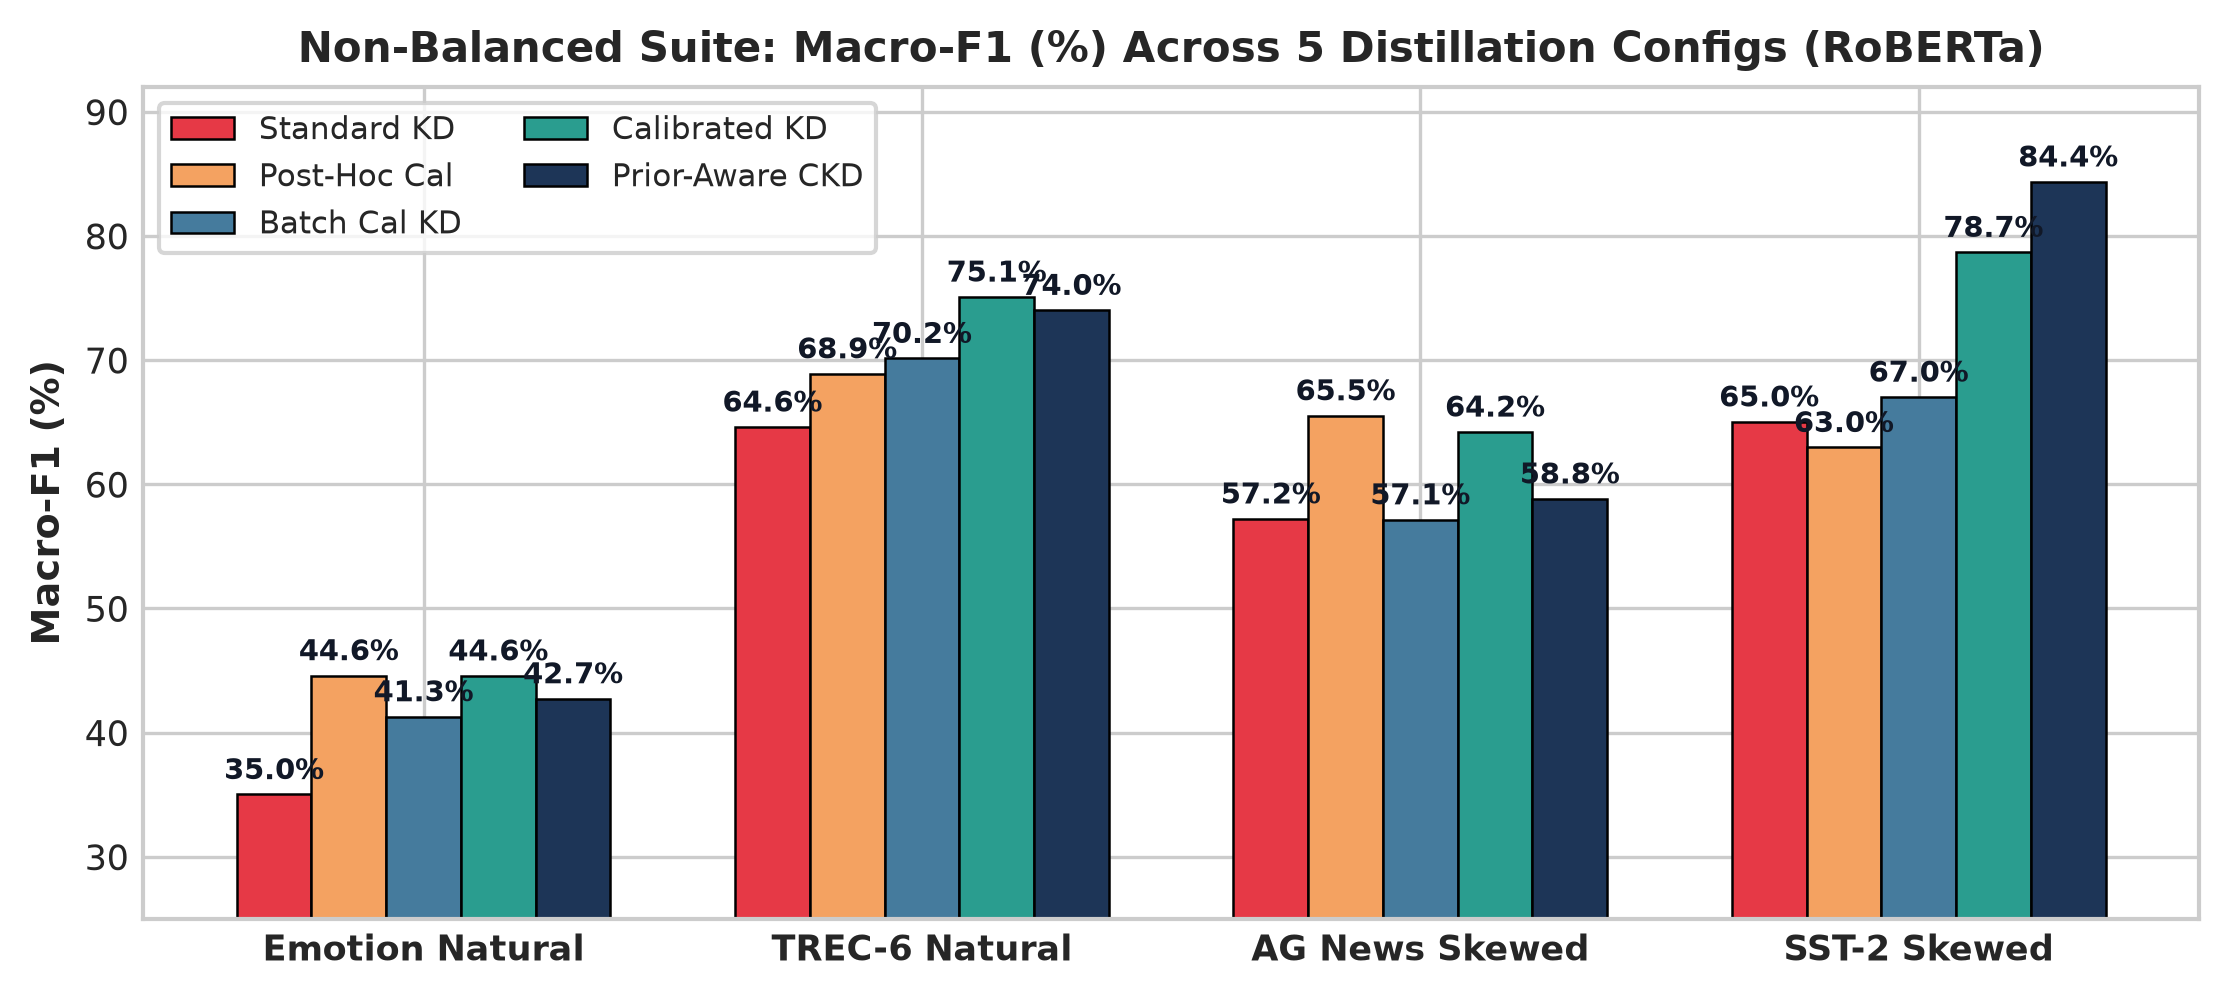 Non-Balanced Suite: Macro-F1 (%) Across 5 Distillation Configs (RoBERTa)
Standard KD
Post-Hoc Cal
Batch Cal KD
Calibrated KD
Prior-Aware CKD
Macro-F1 (%)
90
80
70
60
50
40
30
35.0%
44.6%
41.3%
44.6%
42.7%
64.6%
68.9%
70.2%
75.1%
74.0%
57.2%
65.5%
57.1%
64.2%
58.8%
65.0%
63.0%
67.0%
78.7%
84.4%
Emotion Natural
TREC-6 Natural
AG News Skewed
SST-2 Skewed